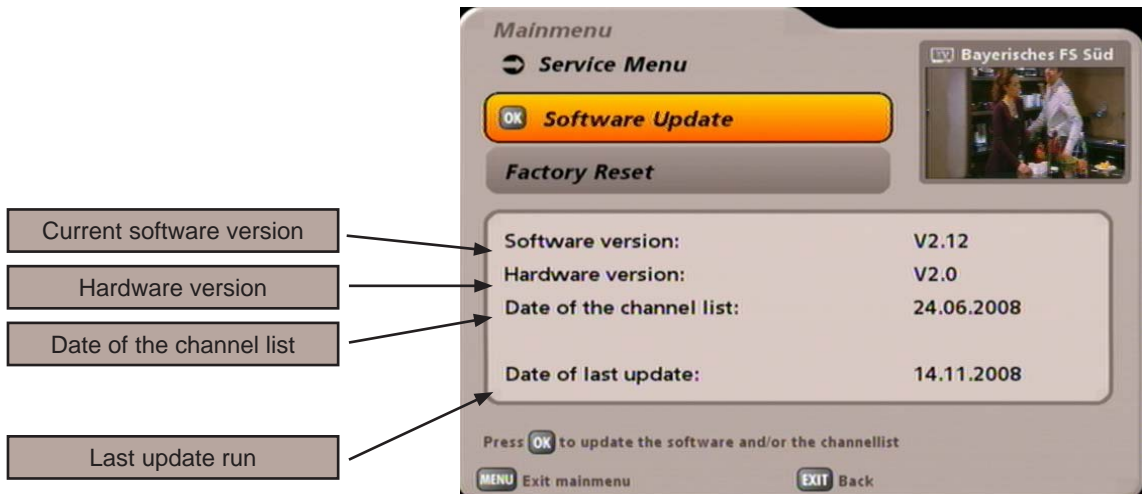 Mainmenu
Service Menu
TV Bayerisches FS Süd
OK Software Update
Factory Reset
Current software version
Hardware version
Date of the channel list
Last update run
Software version: V2.12
Hardware version: V2.0
Date of the channel list: 24.06.2008
Date of last update: 14.11.2008
Press OK to update the software and/or the channellist
MENU Exit mainmenu EXIT Back